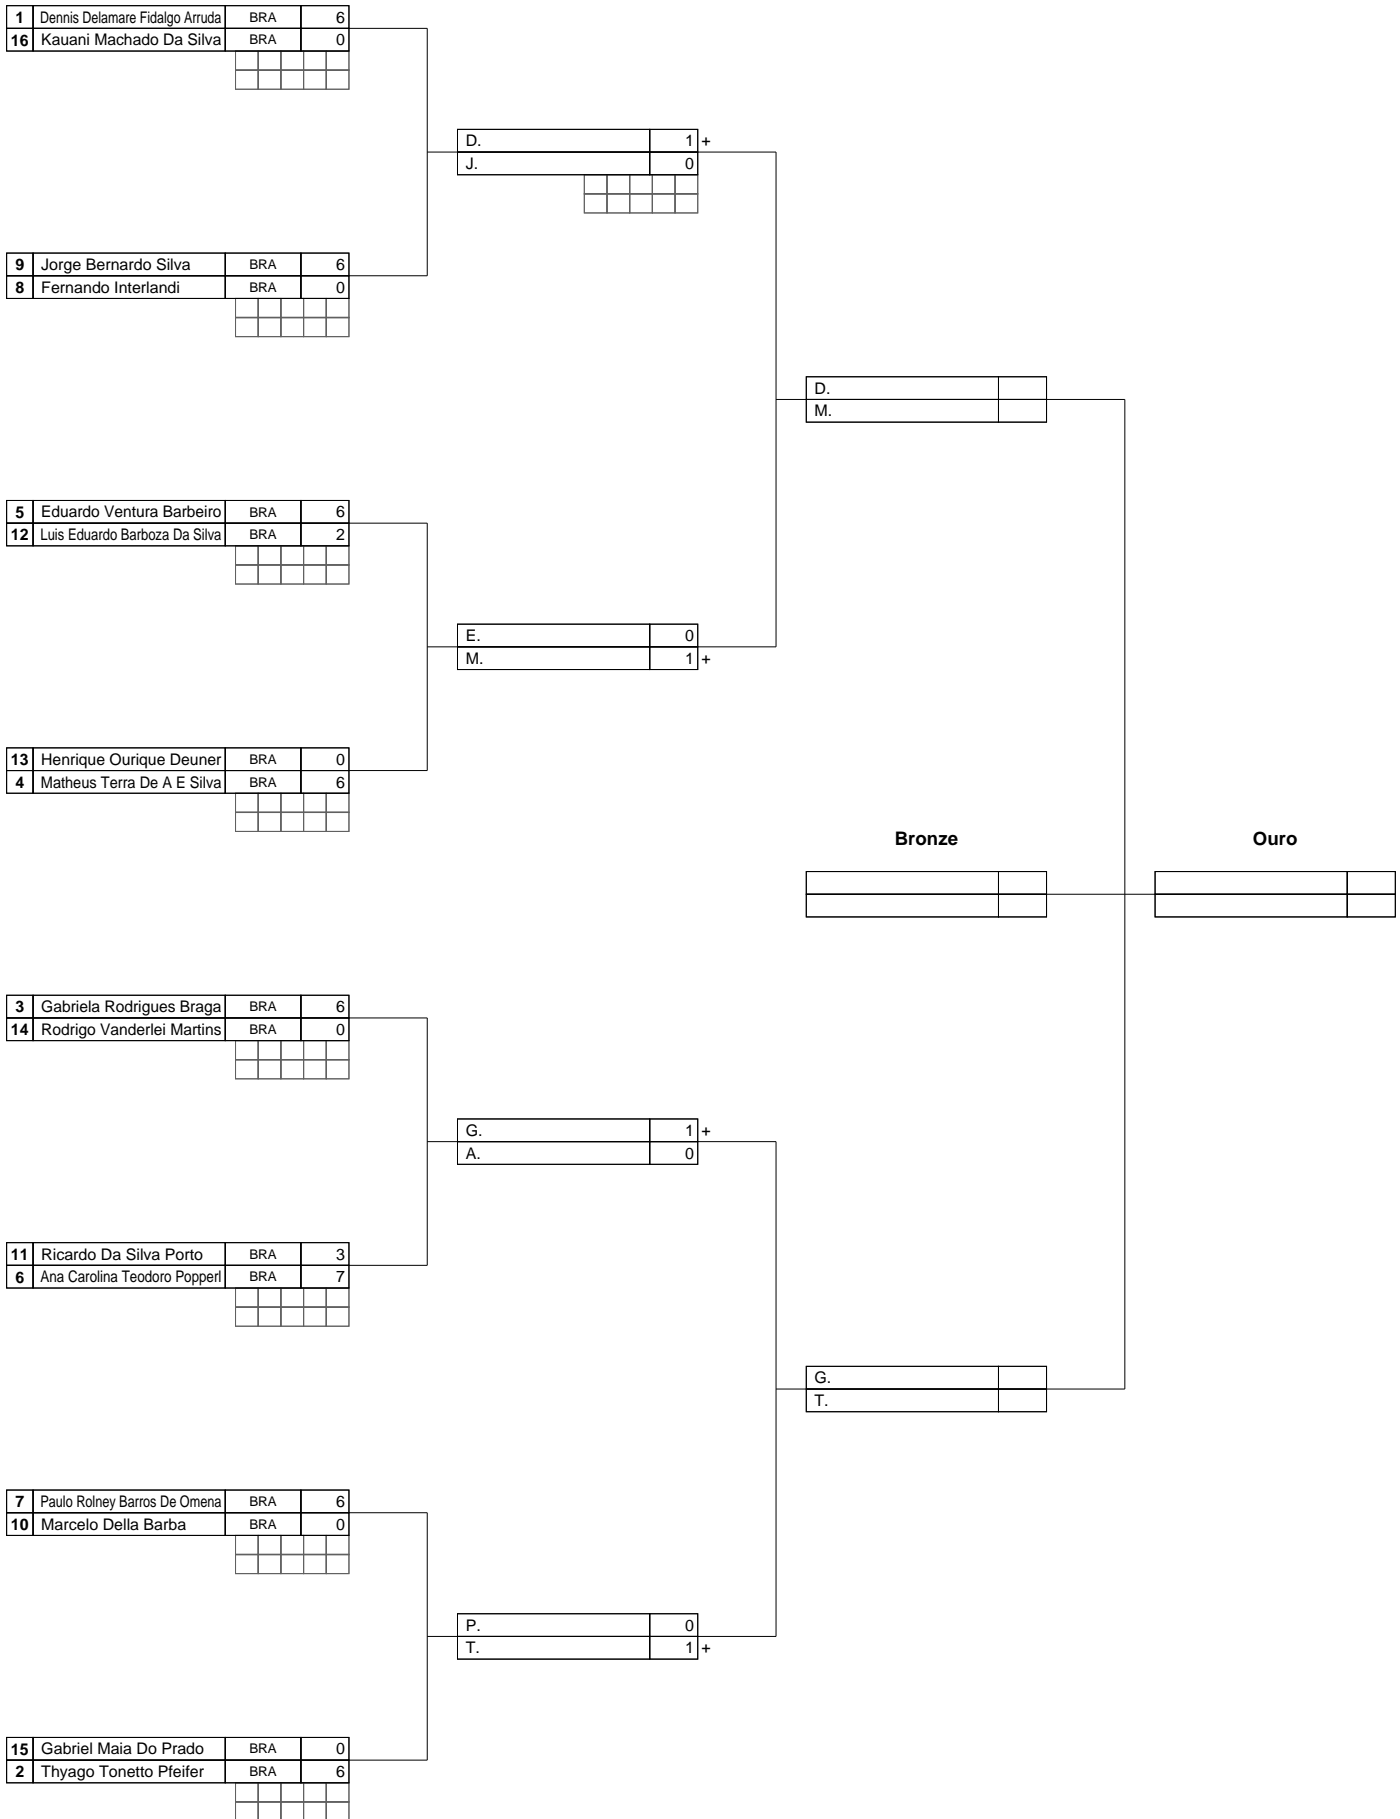 1 Dennis Delamare Fidalgo Arruda BRA 6
16 Kauani Machado Da Silva BRA 0
D. 1 +
J. 0
9 Jorge Bernardo Silva BRA 6
8 Fernando Interlandi BRA 0
D.
M.
5 Eduardo Ventura Barbeiro BRA 6
12 Luis Eduardo Barboza Da Silva BRA 2
E. 0
M. 1 +
13 Henrique Ourique Deuner BRA 0
4 Matheus Terra De A E Silva BRA 6
Bronze Ouro
3 Gabriela Rodrigues Braga BRA 6
14 Rodrigo Vanderlei Martins BRA 0
G. 1 +
A. 0
11 Ricardo Da Silva Porto BRA 3
6 Ana Carolina Teodoro Popperl BRA 7
G.
T.
7 Paulo Rolney Barros De Omena BRA 6
10 Marcelo Della Barba BRA 0
P. 0
T. 1 +
15 Gabriel Maia Do Prado BRA 0
2 Thyago Tonetto Pfeifer BRA 6